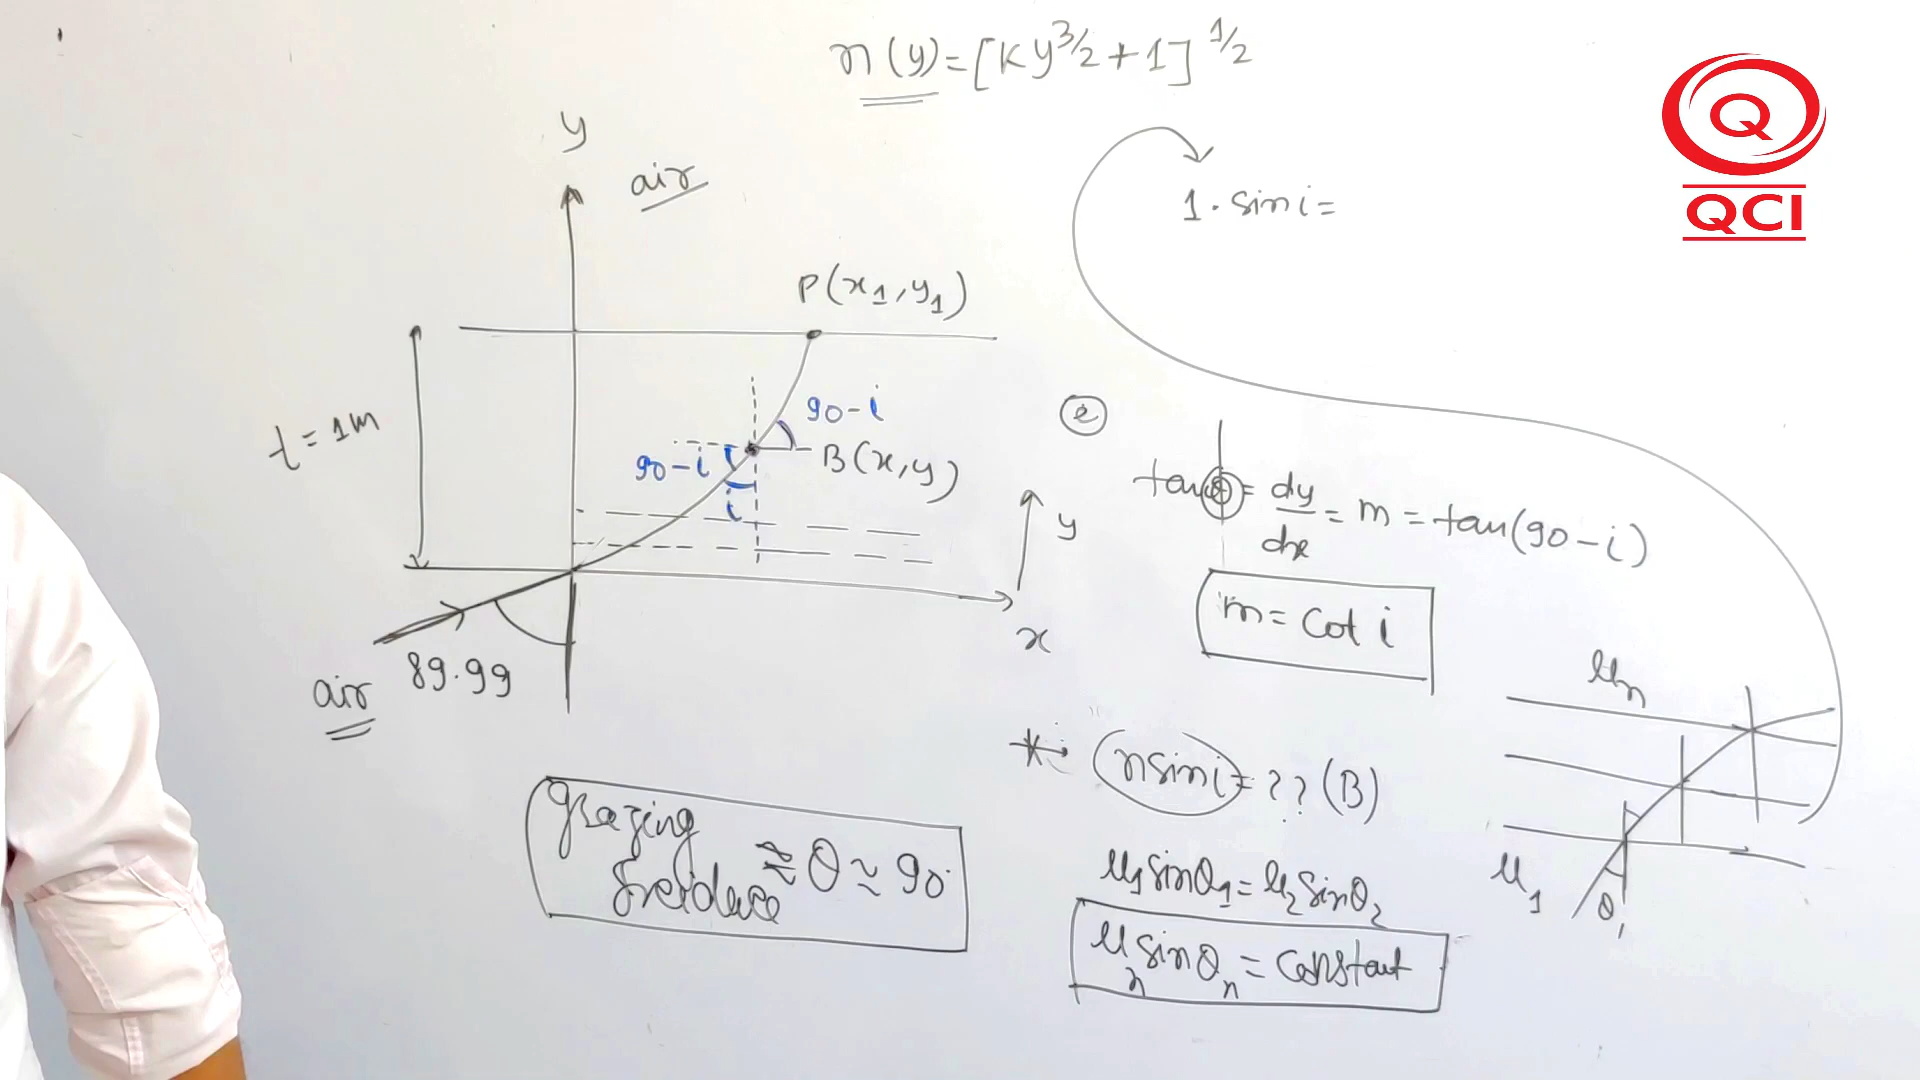 n(y)=[Ky^3/2+1]^1/2
Q
QCI
y
air
1·sin i=
P(x1,y1)
t=1m
90-i
B(x,y)
90-i
i
y
x
tan = dy/dx = m = tan(90-i)
m= cot i
89.99
air
μn
* n sin i = ?? (B)
grazing
≈ θ ≃ 90
μ1 sinθ1 = μ2 sinθ2
μn sinθn = constant
μ1
θ1